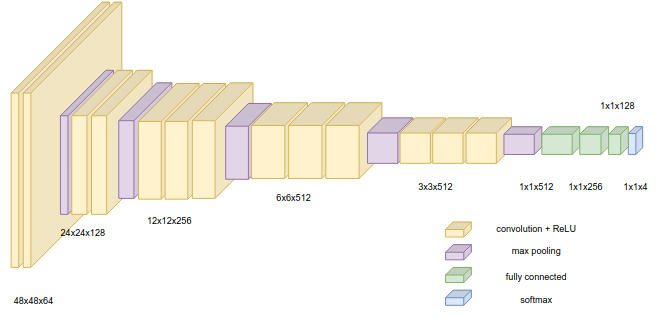 1x1x128
1x1x512
1x1x256
1x1x4
3x3x512
6x6x512
12x12x256
24x24x128
48x48x64
convolution + ReLU
max pooling
fully connected
softmax